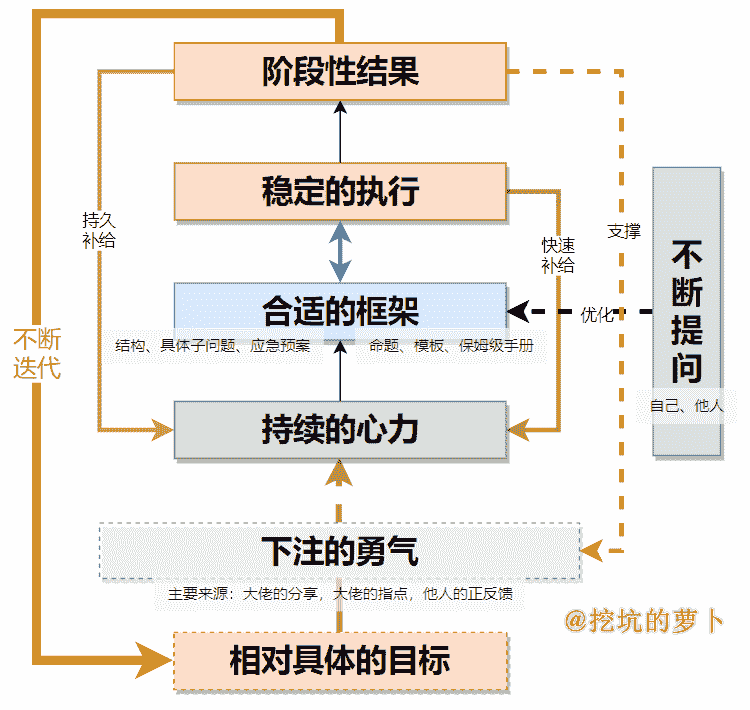 阶段性结果
稳定的执行
持久
补给
快速
补给
支撑
不断提问
自己、他人
合适的框架
优化
结构、具体子问题、应急预案
命题、模板、保姆级手册
不断
迭代
持续的心力
下注的勇气
主要来源：大佬的分享，大佬的指点，他人的正反馈
@挖坑的萝卜
相对具体的目标